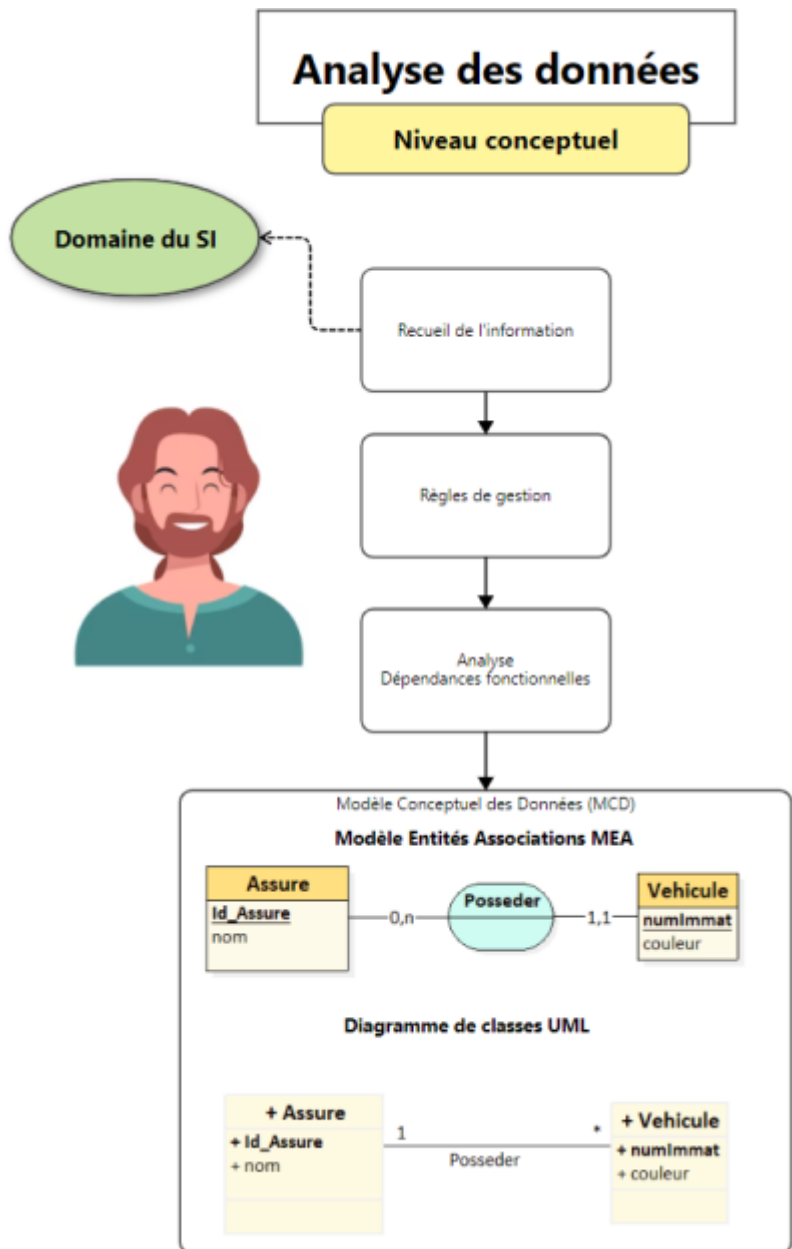 Analyse des données
Niveau conceptuel
Domaine du SI
Recueil de l'information
Règles de gestion
Analyse
Dépendances fonctionnelles
Modèle Conceptuel des Données (MCD)
Modèle Entités Associations MEA
Assure
Id_Assure
nom
0,n
Posseder
1,1
Vehicule
numImmat
couleur
Diagramme de classes UML
+ Assure
+ Id_Assure
+ nom
1
*
Posseder
+ Vehicule
+ numImmat
+ couleur